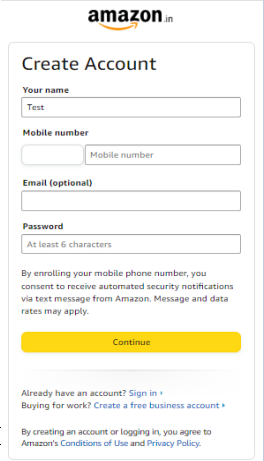 amazon.in
Create Account
Your name
Test
Mobile number
Mobile number
Email (optional)
Password
At least 6 characters
By enrolling your mobile phone number, you
consent to receive automated security notifications
via text message from Amazon. Message and data
rates may apply.
Continue
Already have an account? Sign in
Buying for work? Create a free business account
By creating an account or logging in, you agree to
Amazon's Conditions of Use and Privacy Policy.